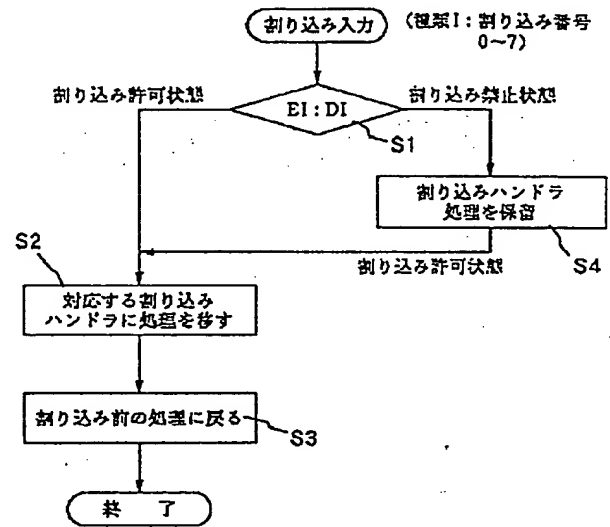 割り込み入力
(種類I:割り込み番号
0~7)
割り込み許可状態
EI:DI
割り込み禁止状態
S1
割り込みハンドラ
処理を保留
S4
割り込み許可状態
S2
対応する割り込み
ハンドラに処理を移す
割り込み前の処理に戻る
S3
終 了